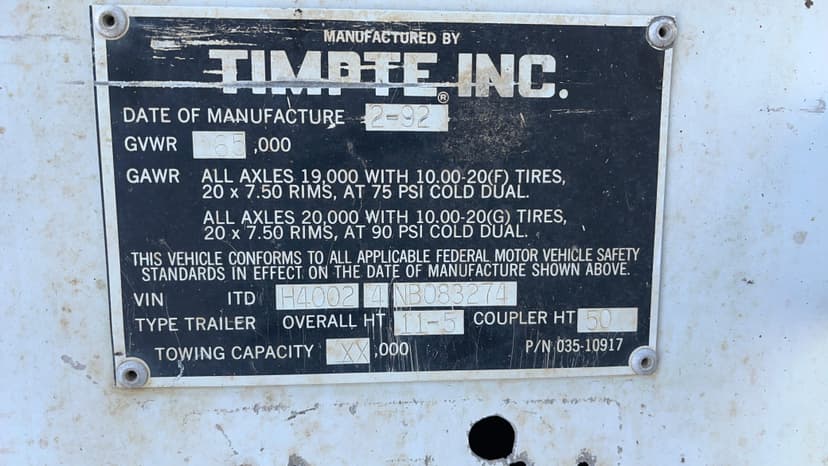 MANUFACTURED BY
TIMPTE INC.®
DATE OF MANUFACTURE 2-92
GVWR 65,000
GAWR ALL AXLES 19,000 WITH 10.00-20(F) TIRES,
20 x 7.50 RIMS, AT 75 PSI COLD DUAL.
ALL AXLES 20,000 WITH 10.00-20(G) TIRES,
20 x 7.50 RIMS, AT 90 PSI COLD DUAL.
THIS VEHICLE CONFORMS TO ALL APPLICABLE FEDERAL MOTOR VEHICLE SAFETY
STANDARDS IN EFFECT ON THE DATE OF MANUFACTURE SHOWN ABOVE.
VIN ITD H4002 4 NB083274
TYPE TRAILER OVERALL HT 11-5 COUPLER HT 50
TOWING CAPACITY XX,000 P/N 035-10917